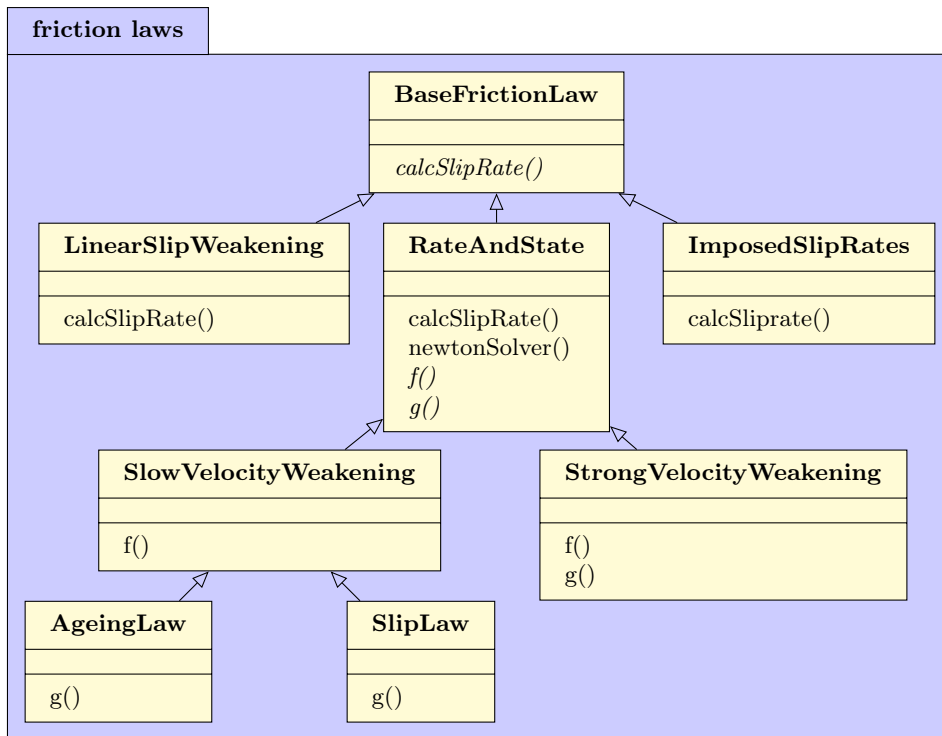 friction laws
BaseFrictionLaw
calcSlipRate()
LinearSlipWeakening
calcSlipRate()
RateAndState
calcSlipRate()
newtonSolver()
f()
g()
ImposedSlipRates
calcSliprate()
SlowVelocityWeakening
f()
StrongVelocityWeakening
f()
g()
AgeingLaw
g()
SlipLaw
g()